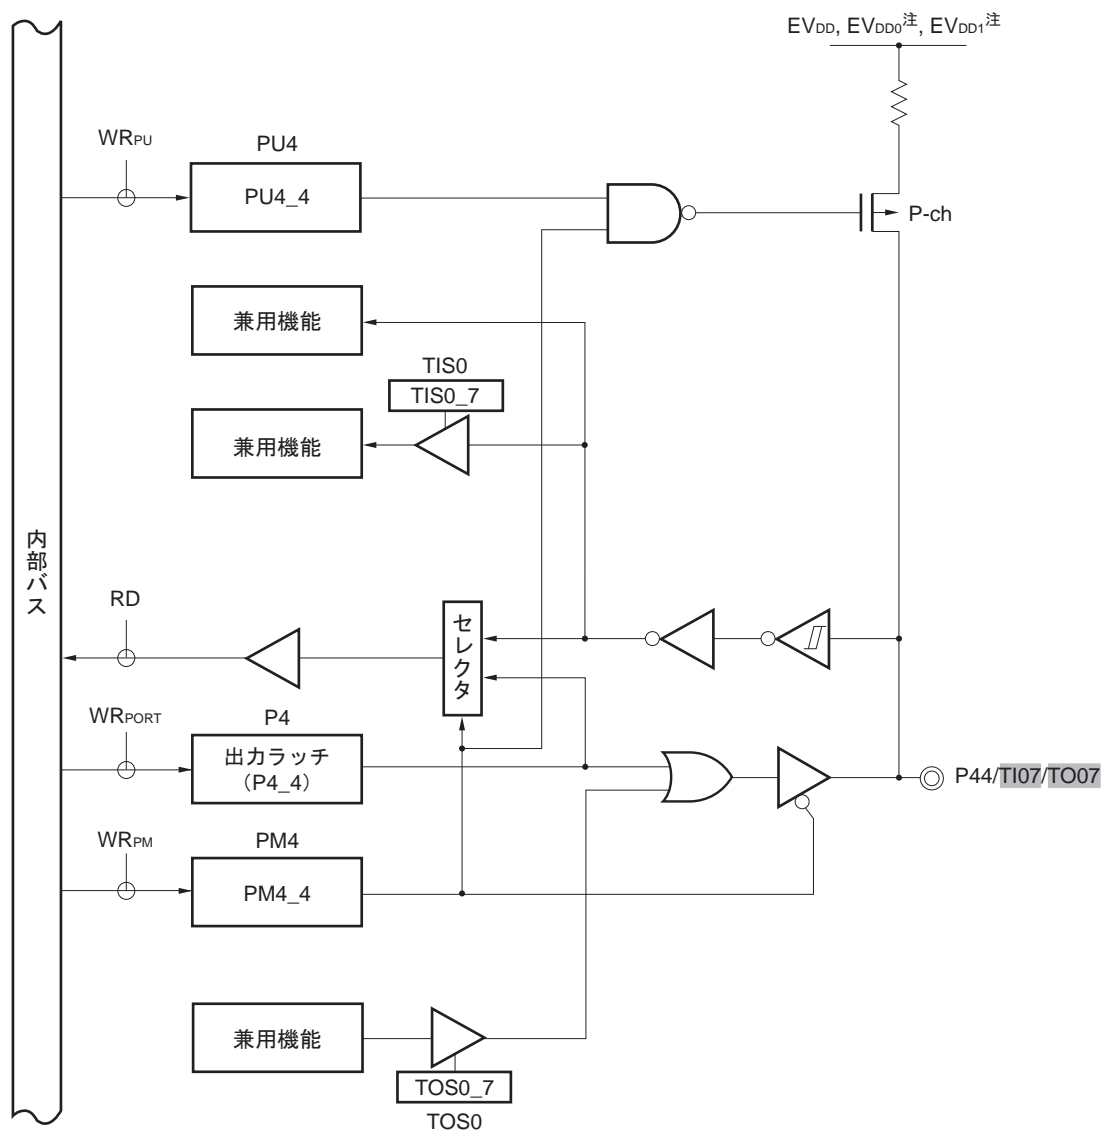 EVDD, EVDD0注, EVDD1注
WRPU
PU4
PU4_4
P-ch
兼用機能
TIS0
TIS0_7
兼用機能
内部バス
RD
セレクタ
WRPORT
P4
出力ラッチ
(P4_4)
P44/TI07/TO07
WRPM
PM4
PM4_4
兼用機能
TOS0_7
TOS0